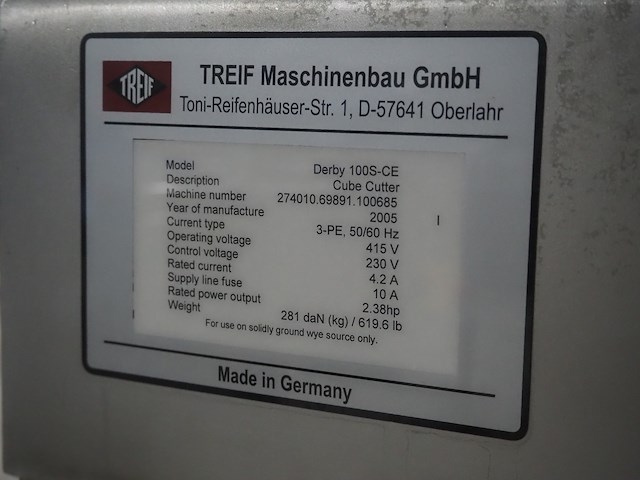 TREIF
TREIF Maschinenbau GmbH
Toni-Reifenhäuser-Str. 1, D-57641 Oberlahr
Model Derby 100S-CE
Description Cube Cutter
Machine number 274010.69891.100685
Year of manufacture 2005
Current type 3-PE, 50/60 Hz
Operating voltage 415 V
Control voltage 230 V
Rated current 4.2 A
Supply line fuse 10 A
Rated power output 2.38hp
Weight 281 daN (kg) / 619.6 lb
For use on solidly ground wye source only.
Made in Germany